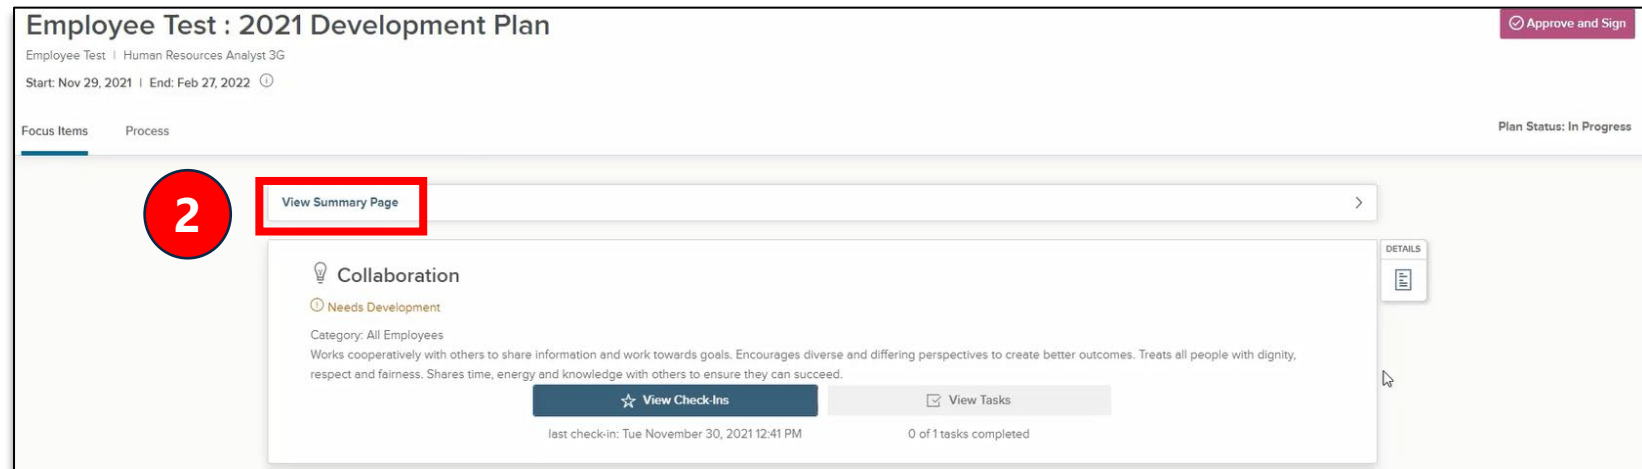 Employee Test : 2021 Development Plan
Approve and Sign
Employee Test | Human Resources Analyst 3G
Start: Nov 29, 2021 | End: Feb 27, 2022
Focus Items Process
Plan Status: In Progress
2
View Summary Page
DETAILS
Collaboration
Needs Development
Category: All Employees
Works cooperatively with others to share information and work towards goals. Encourages diverse and differing perspectives to create better outcomes. Treats all people with dignity,
respect and fairness. Shares time, energy and knowledge with others to ensure they can succeed.
View Check-Ins View Tasks
last check-in: Tue November 30, 2021 12:41 PM 0 of 1 tasks completed